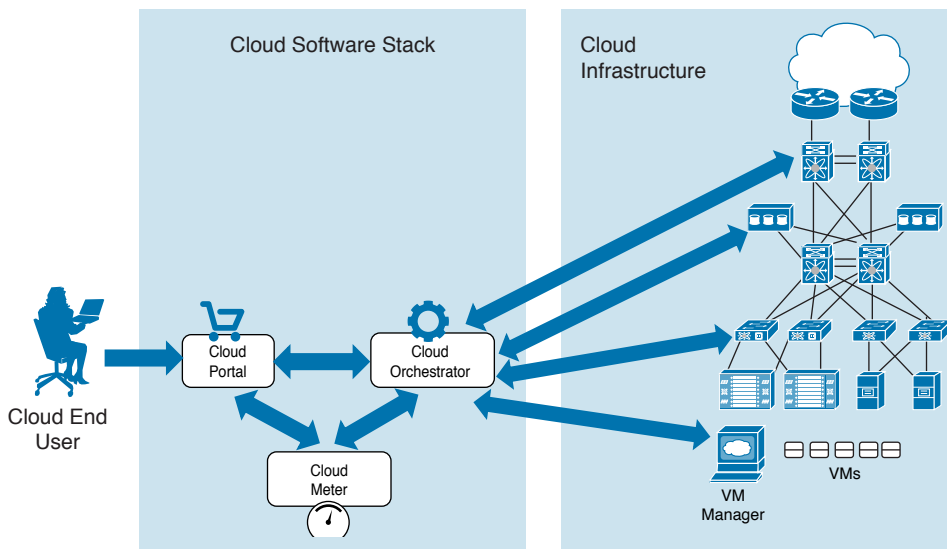 Cloud Software Stack
Cloud
Infrastructure
Cloud End
User
Cloud
Portal
Cloud
Orchestrator
Cloud
Meter
VM
Manager
VMs